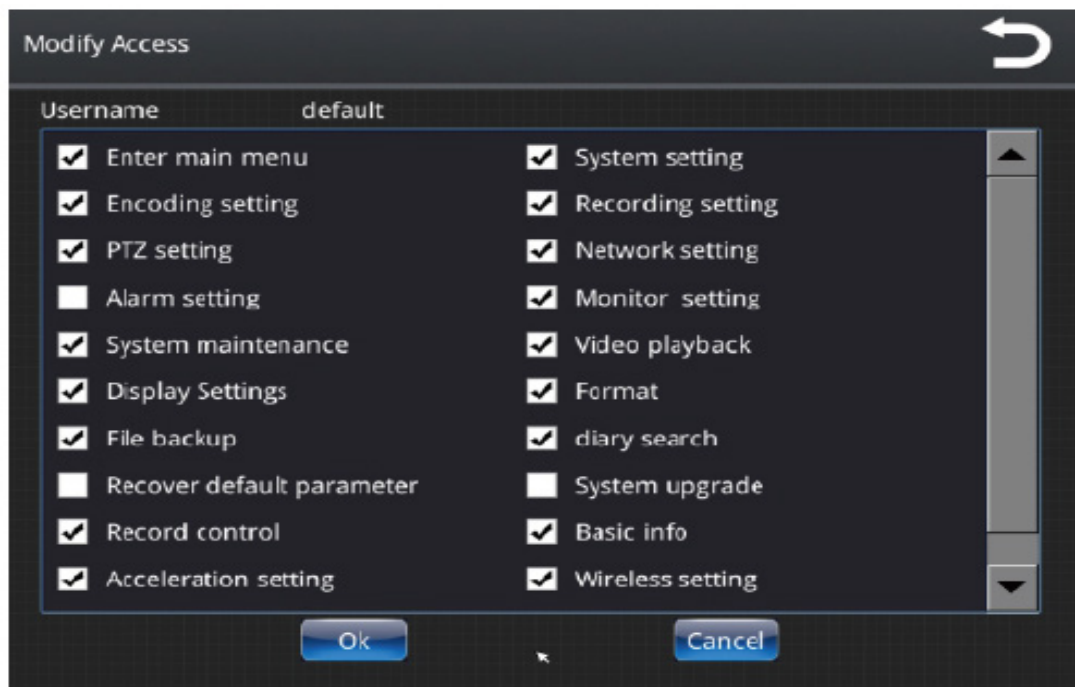 Modify Access
Username default
Enter main menu System setting
Encoding setting Recording setting
PTZ setting Network setting
Alarm setting Monitor setting
System maintenance Video playback
Display Settings Format
File backup diary search
Recover default parameter System upgrade
Record control Basic info
Acceleration setting Wireless setting
Ok Cancel